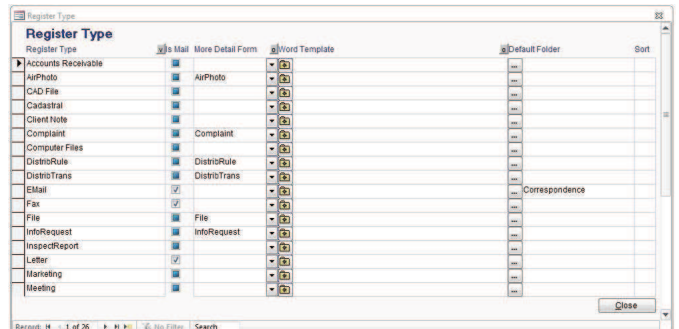 Register Type
Register Type
Register Type Is Mail More Detail Form Word Template Default Folder Sort
Accounts Receivable
AirPhoto AirPhoto
CAD File
Cadastral
Client Note
Complaint Complaint
Computer Files
DistribRule DistribRule
DistribTrans DistribTrans
EMail ... Correspondence
Fax
File File
InfoRequest InfoRequest
InspectReport
Letter
Marketing
Meeting
Close
Record: 1 of 26 No Filter Search